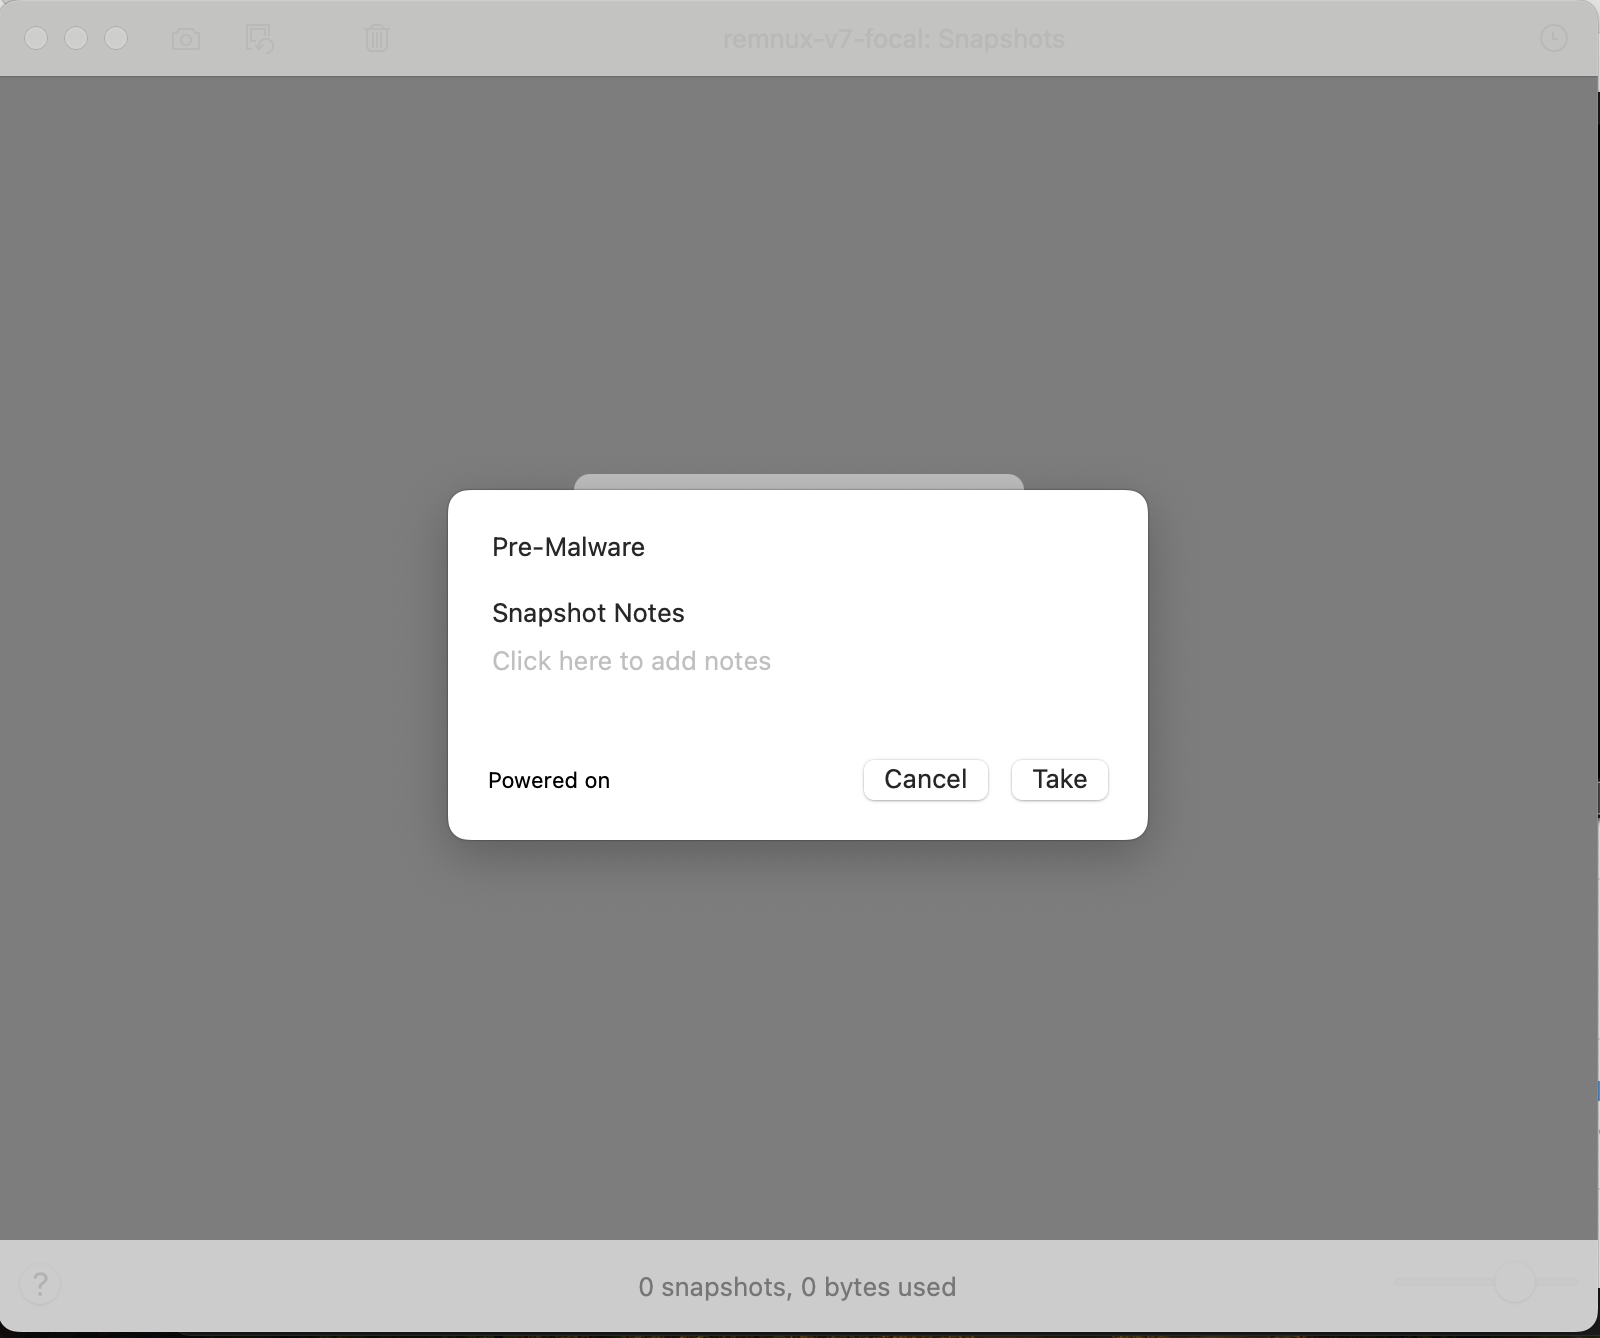 remnux-v7-focal: Snapshots
Pre-Malware
Snapshot Notes
Click here to add notes
Powered on
Cancel
Take
?
0 snapshots, 0 bytes used